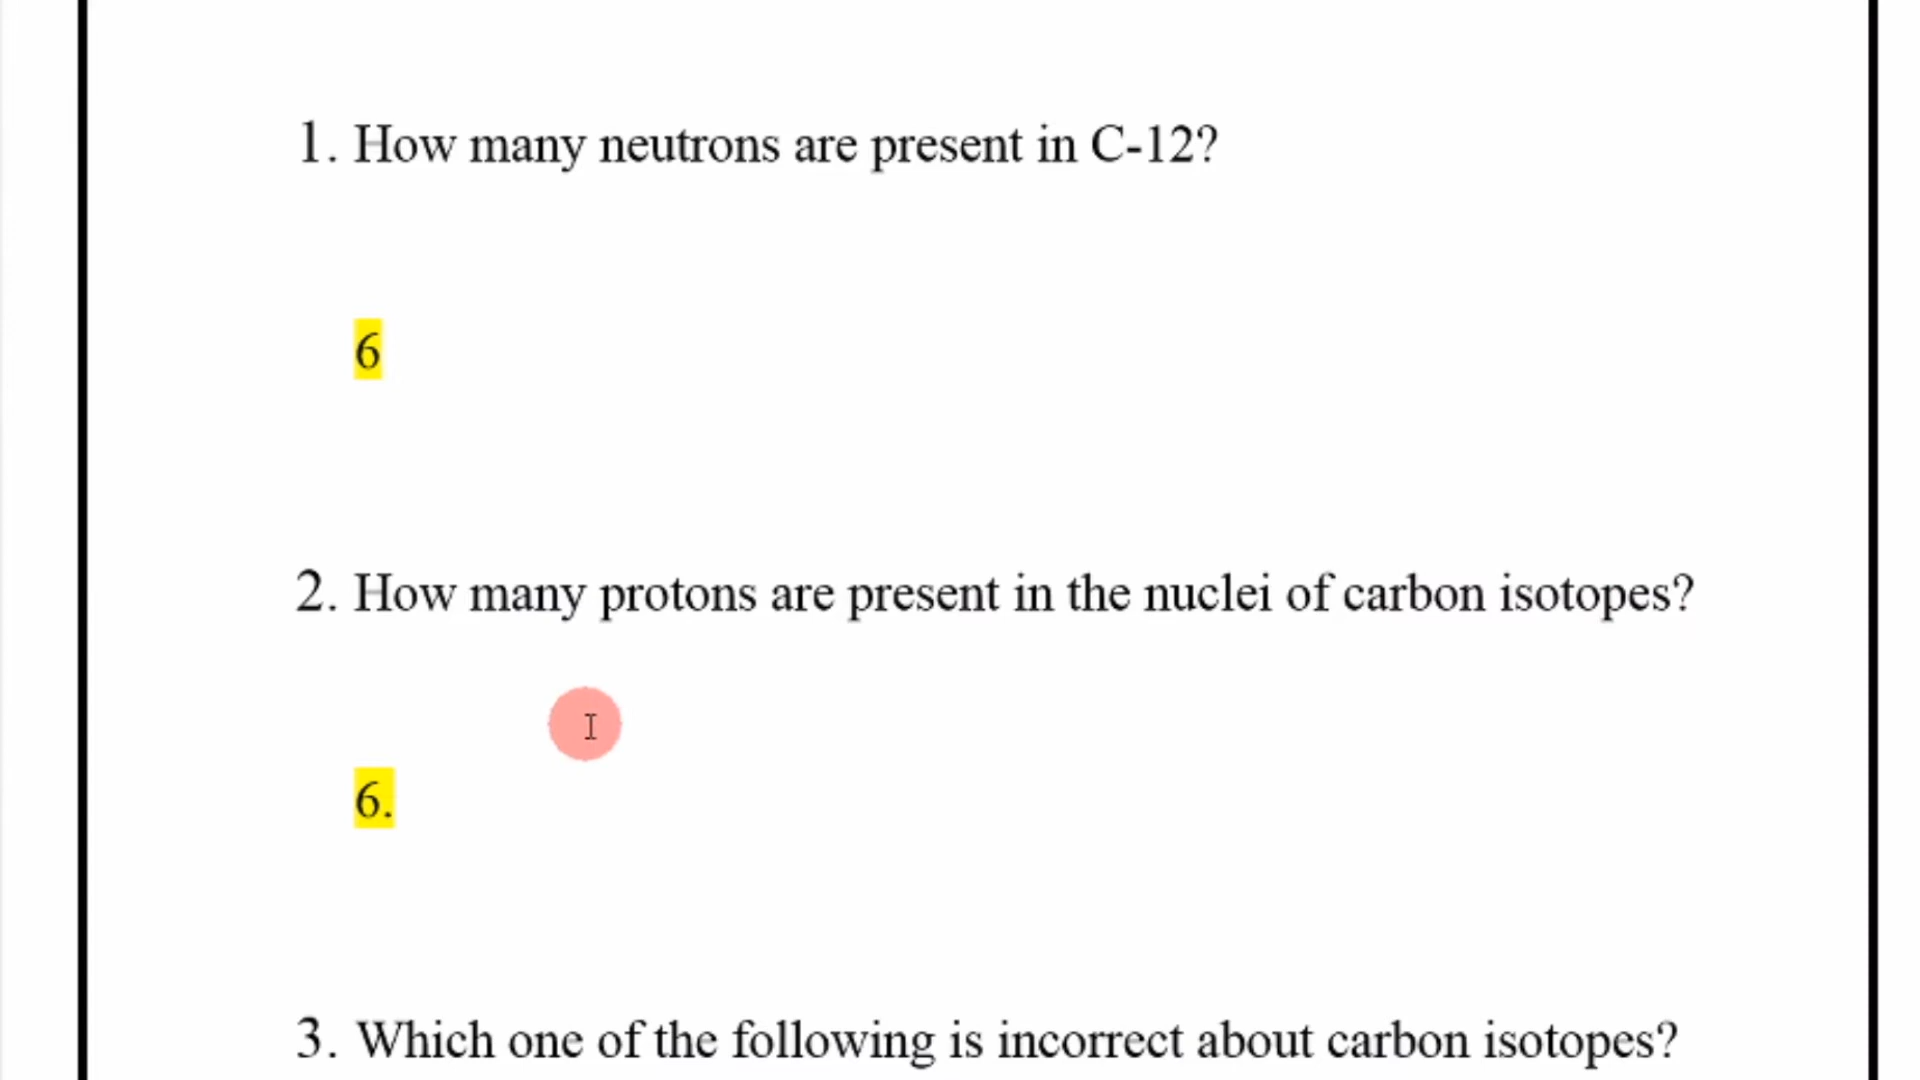 1. How many neutrons are present in C-12?
6
2. How many protons are present in the nuclei of carbon isotopes?
6.
3. Which one of the following is incorrect about carbon isotopes?